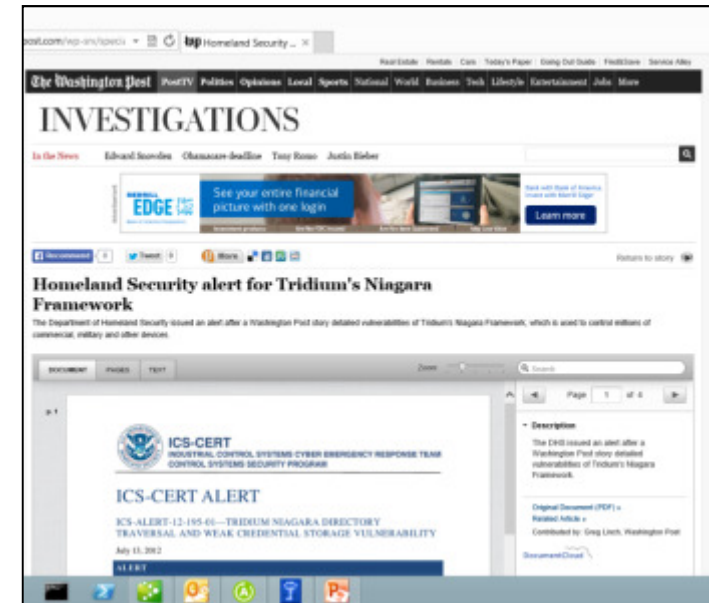 post.com/wp-srv/speci
wp Homeland Security ... ×
Real Estate Rentals Cars Today's Paper Going Out Guide Find&Save Service Alley
The Washington Post PostTV Politics Opinions Local Sports National World Business Tech Lifestyle Entertainment Jobs More
INVESTIGATIONS
In the News Edward Snowden Obamacare deadline Tony Romo Justin Bieber
Advertisement
MERRILL EDGE
See your entire financial
picture with one login
Learn more
Recommend 0 Tweet 0 More
Return to story
Homeland Security alert for Tridium's Niagara
Framework
The Department of Homeland Security issued an alert after a Washington Post story detailed vulnerabilities of Tridium's Niagara Framework, which is used to control millions of
commercial, military and other devices.
DOCUMENT PAGES TEXT Zoom Search
Page 1 of 4
p. 1
Description
The DHS issued an alert after a
Washington Post story detailed
vulnerabilities of Tridium's Niagara
Framework.
ICS-CERT
INDUSTRIAL CONTROL SYSTEMS CYBER EMERGENCY RESPONSE TEAM
CONTROL SYSTEMS SECURITY PROGRAM
ICS-CERT ALERT
Original Document (PDF) »
Related Article »
Contributed by: Greg Linch, Washington Post
ICS-ALERT-12-195-01—TRIDIUM NIAGARA DIRECTORY
TRAVERSAL AND WEAK CREDENTIAL STORAGE VULNERABILITY
July 13, 2012
DocumentCloud
ALERT